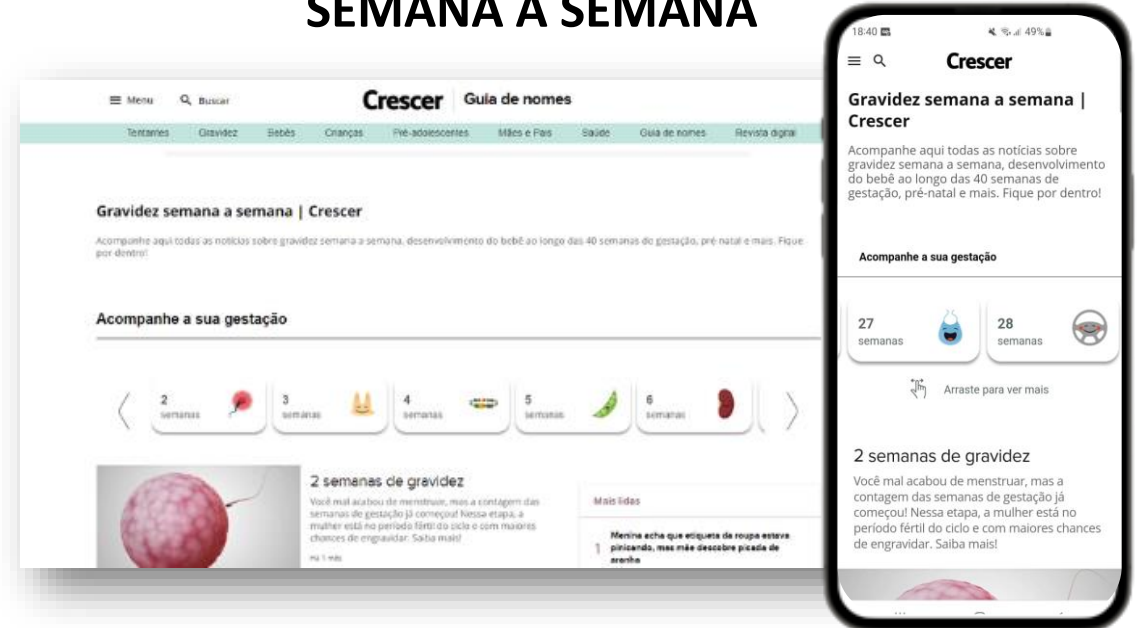 SEMANA A SEMANA
Menu Buscar Crescer Guia de nomes
Tentantes Gravidez Bebês Crianças Pré-adolescentes Mães e Pais Saúde Guia de nomes Revista digital
Gravidez semana a semana | Crescer
Acompanhe aqui todas as notícias sobre gravidez semana a semana, desenvolvimento do bebê ao longo das 40 semanas de gestação, pré-natal e mais. Fique
por dentro!
Acompanhe a sua gestação
2
semanas
3
semanas
4
semanas
5
semanas
6
semanas
2 semanas de gravidez
Você mal acabou de menstruar, mas a contagem das
semanas de gestação já começou! Nessa etapa, a
mulher está no período fértil do ciclo e com maiores
chances de engravidar. Saiba mais!
Há 1 mês
Mais lidas
1 Menina acha que etiqueta da roupa estava
pinicando, mas mãe descobre picada de
aranha
18:40 49%
Crescer
Gravidez semana a semana |
Crescer
Acompanhe aqui todas as notícias sobre
gravidez semana a semana, desenvolvimento
do bebê ao longo das 40 semanas de
gestação, pré-natal e mais. Fique por dentro!
Acompanhe a sua gestação
27
semanas
28
semanas
Arraste para ver mais
2 semanas de gravidez
Você mal acabou de menstruar, mas a
contagem das semanas de gestação já
começou! Nessa etapa, a mulher está no
período fértil do ciclo e com maiores chances
de engravidar. Saiba mais!